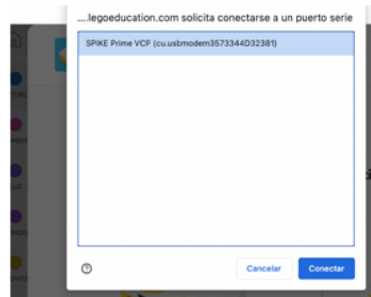 ....legoeducation.com solicita conectarse a un puerto serie
SPIKE Prime VCP (cu.usbmodem3573344D32381)
Cancelar
Conectar